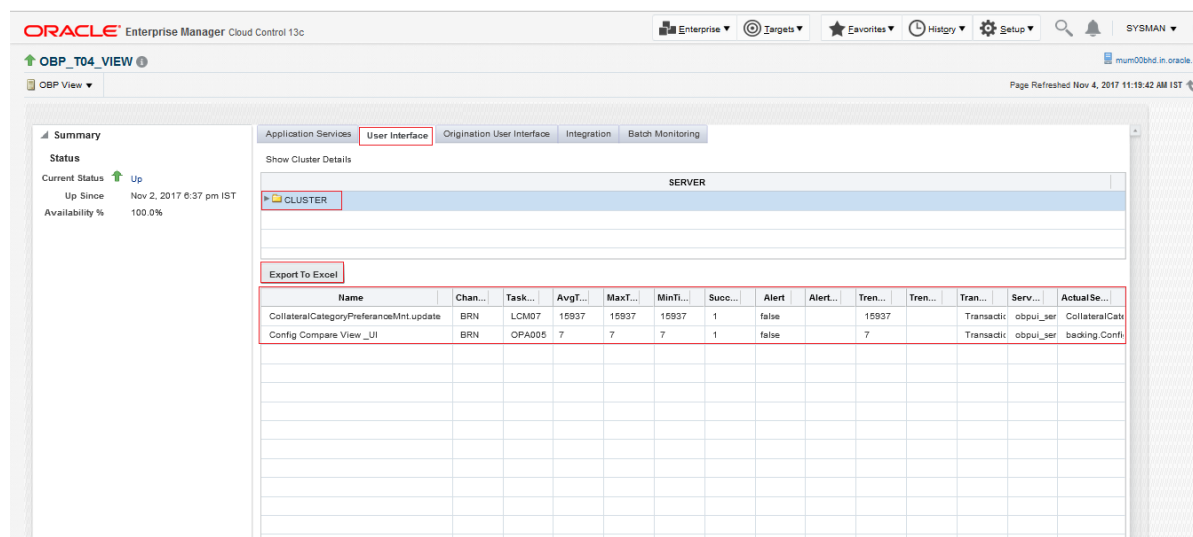 ORACLE Enterprise Manager Cloud Control 13c Enterprise Targets Favorites History Setup SYSMAN
OBP_T04_VIEW mum00bhd.in.oracle.
OBP View Page Refreshed Nov 4, 2017 11:19:42 AM IST
Summary
Status
Current Status Up
Up Since Nov 2, 2017 6:37 pm IST
Availability % 100.0%
Application Services User Interface Origination User Interface Integration Batch Monitoring
Show Cluster Details
SERVER
CLUSTER
Export To Excel
Name Chan... Task... AvgT... MaxT... MinTi... Succ... Alert Alert... Tren... Tren... Tran... Serv... ActualSe...
CollateralCategoryPreferanceMnt.update BRN LCM07 15937 15937 15937 1 false 15937 Transactic obpui_ser CollateralCate
Config Compare View _UI BRN OPA005 7 7 7 1 false 7 Transactic obpui_ser backing.Confi